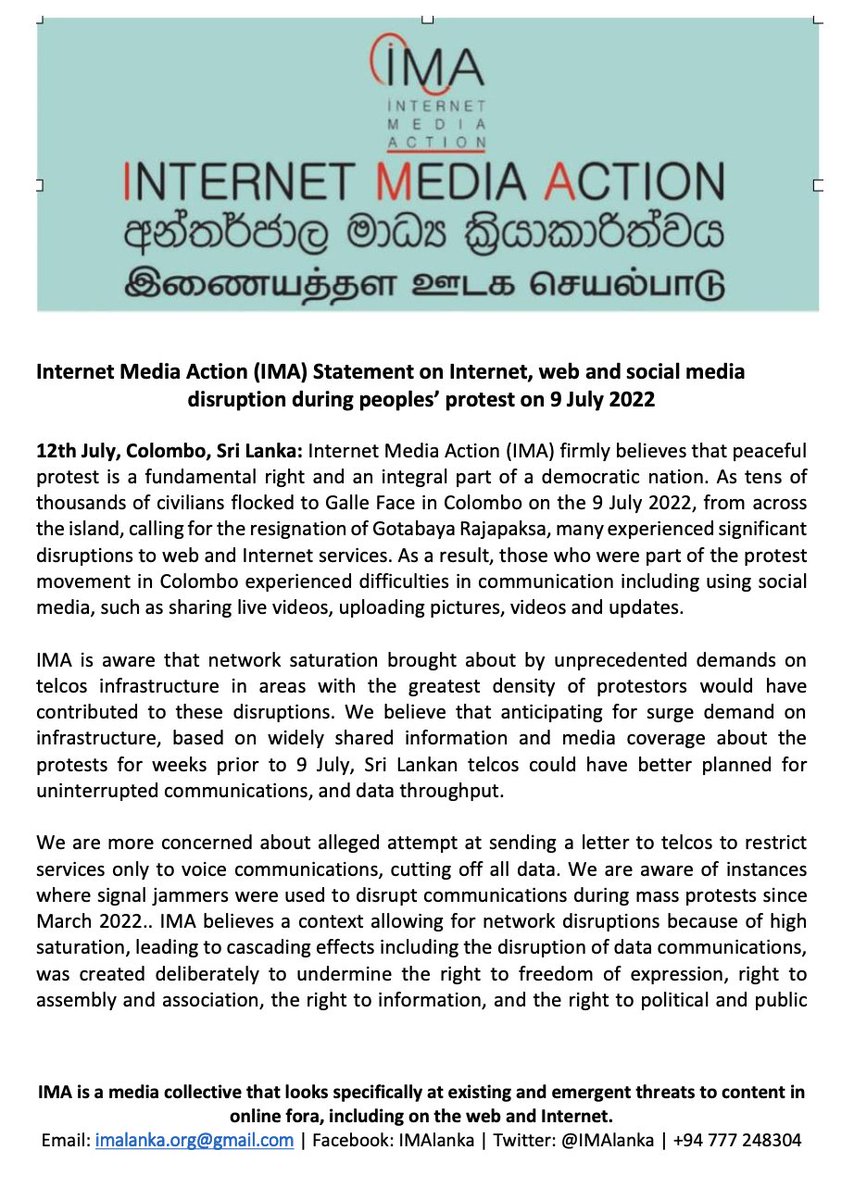 iMA
INTERNET
MEDIA
ACTION
INTERNET MEDIA ACTION
අන්තර්ජාල මාධ්‍ය ක්‍රියාකාරිත්වය
இணையத்தள ஊடக செயல்பாடு
Internet Media Action (IMA) Statement on Internet, web and social media
disruption during peoples’ protest on 9 July 2022
12th July, Colombo, Sri Lanka: Internet Media Action (IMA) firmly believes that peaceful
protest is a fundamental right and an integral part of a democratic nation. As tens of
thousands of civilians flocked to Galle Face in Colombo on the 9 July 2022, from across
the island, calling for the resignation of Gotabaya Rajapaksa, many experienced significant
disruptions to web and Internet services. As a result, those who were part of the protest
movement in Colombo experienced difficulties in communication including using social
media, such as sharing live videos, uploading pictures, videos and updates.
IMA is aware that network saturation brought about by unprecedented demands on
telcos infrastructure in areas with the greatest density of protestors would have
contributed to these disruptions. We believe that anticipating for surge demand on
infrastructure, based on widely shared information and media coverage about the
protests for weeks prior to 9 July, Sri Lankan telcos could have better planned for
uninterrupted communications, and data throughput.
We are more concerned about alleged attempt at sending a letter to telcos to restrict
services only to voice communications, cutting off all data. We are aware of instances
where signal jammers were used to disrupt communications during mass protests since
March 2022.. IMA believes a context allowing for network disruptions because of high
saturation, leading to cascading effects including the disruption of data communications,
was created deliberately to undermine the right to freedom of expression, right to
assembly and association, the right to information, and the right to political and public
IMA is a media collective that looks specifically at existing and emergent threats to content in
online fora, including on the web and Internet.
Email: imalanka.org@gmail.com | Facebook: IMAlanka | Twitter: @IMAlanka | +94 777 248304